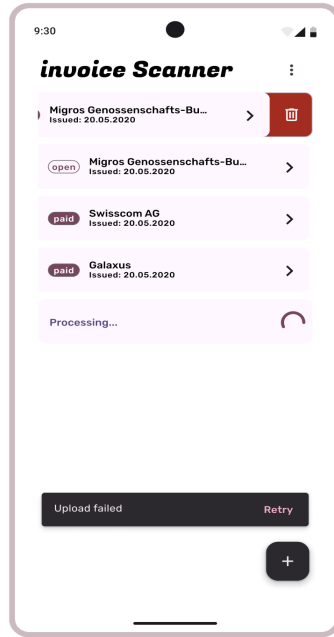 9:30
invoice Scanner
Migros Genossenschafts-Bu...
Issued: 20.05.2020
open
Migros Genossenschafts-Bu...
Issued: 20.05.2020
paid
Swisscom AG
Issued: 20.05.2020
paid
Galaxus
Issued: 20.05.2020
Processing...
Upload failed
Retry